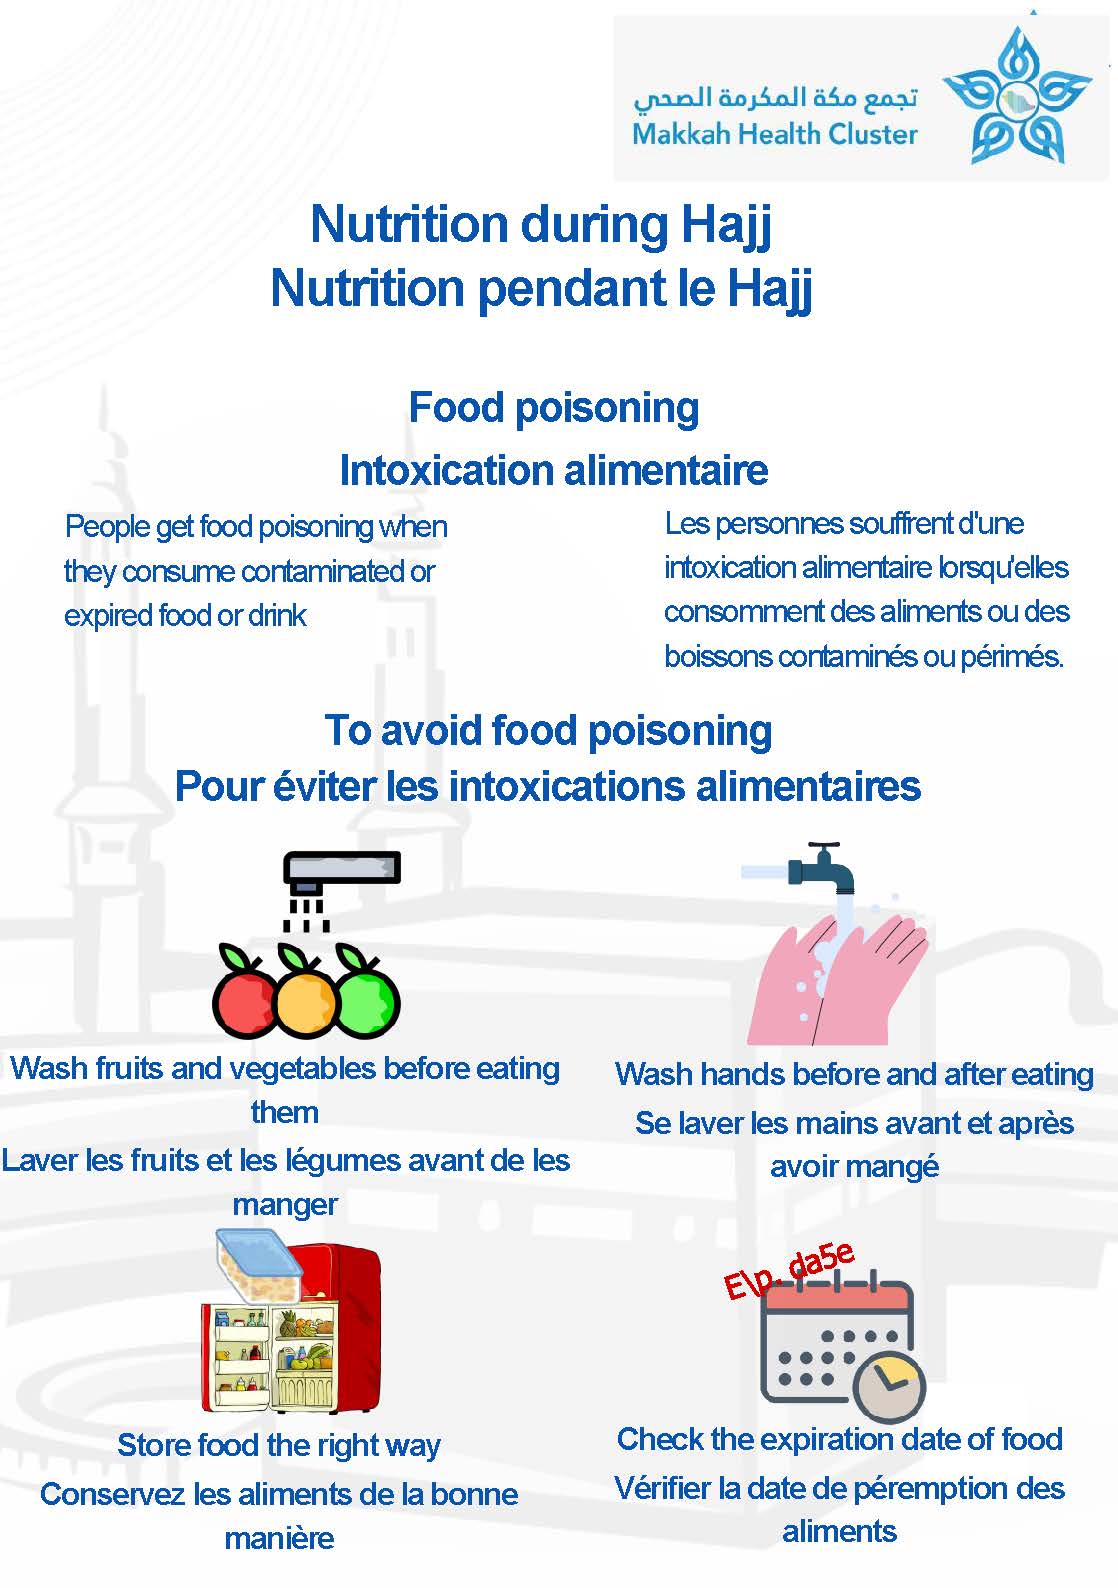 تجمع مكة المكرمة الصحي
Makkah Health Cluster
Nutrition during Hajj
Nutrition pendant le Hajj
Food poisoning
Intoxication alimentaire
People get food poisoning when
they consume contaminated or
expired food or drink
Les personnes souffrent d'une
intoxication alimentaire lorsqu'elles
consomment des aliments ou des
boissons contaminés ou périmés.
To avoid food poisoning
Pour éviter les intoxications alimentaires
Wash fruits and vegetables before eating
them
Laver les fruits et les légumes avant de les
manger
Wash hands before and after eating
Se laver les mains avant et après
avoir mangé
Store food the right way
Conservez les aliments de la bonne
manière
E\p. da5e
Check the expiration date of food
Vérifier la date de péremption des
aliments